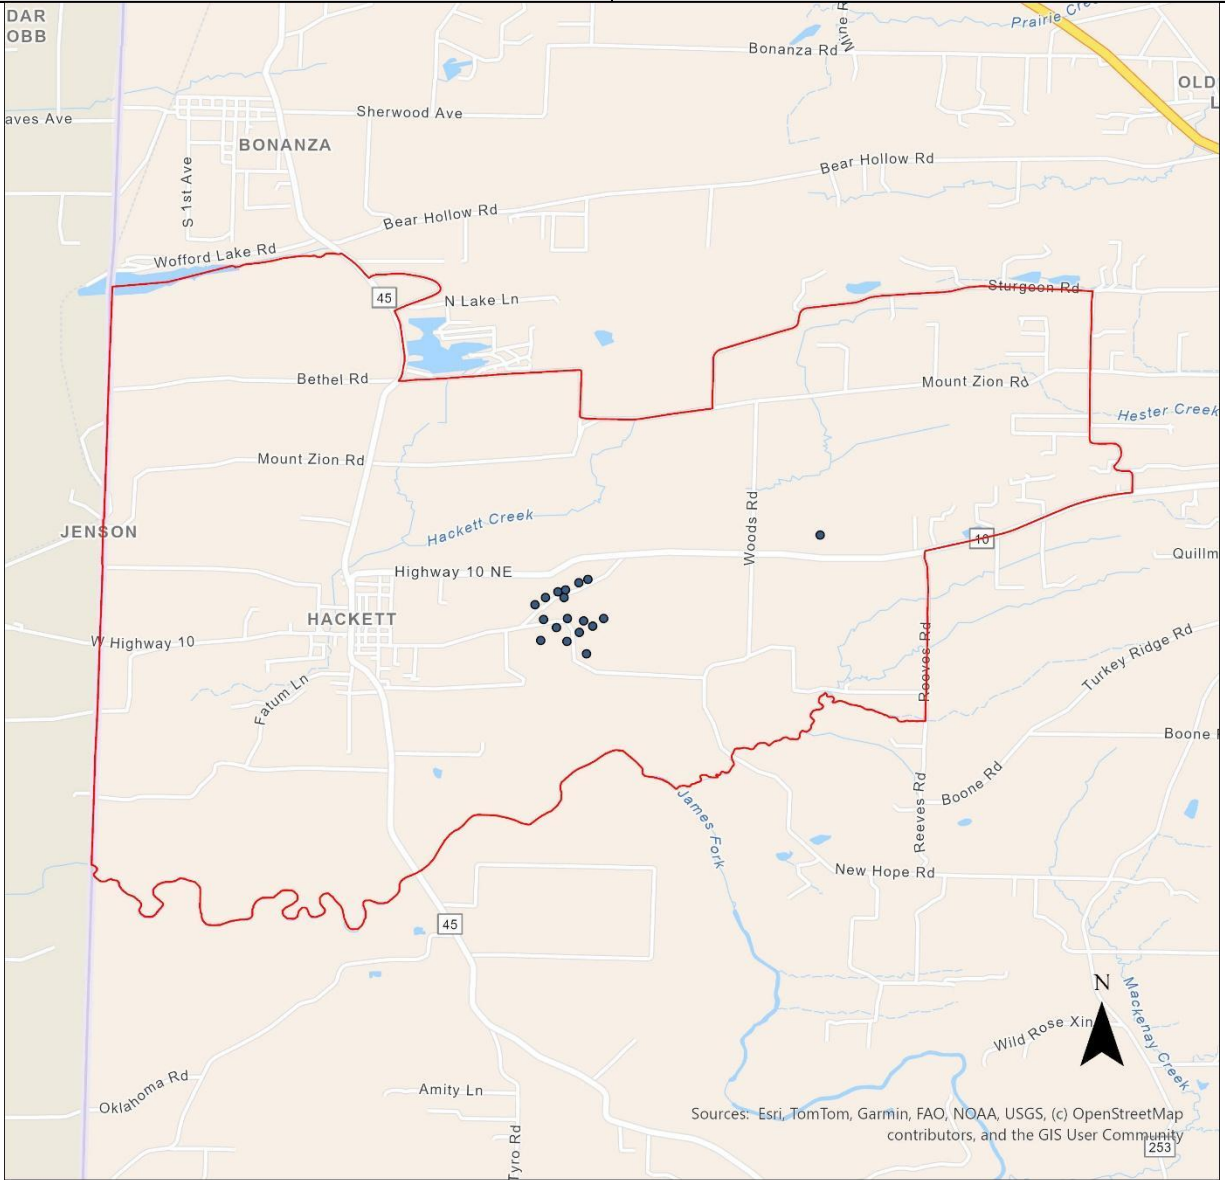 DAR
OBB
Prairie Cre
Mine R
Bonanza Rd
OLD
L
aves Ave
Sherwood Ave
BONANZA
S 1st Ave
Bear Hollow Rd
Bear Hollow Rd
Wofford Lake Rd
45
N Lake Ln
Sturgeon Rd
Bethel Rd
Mount Zion Rd
Hester Creek
Mount Zion Rd
Hackett Creek
Woods Rd
JENSON
10
Quillm
Highway 10 NE
HACKETT
W Highway 10
Reeves Rd
Turkey Ridge Rd
Fatum Ln
Boone R
Boone Rd
Reeves Rd
James Fork
New Hope Rd
45
N
Mackenay Creek
Wild Rose Xin
Oklahoma Rd
Amity Ln
Tyro Rd
Sources: Esri, TomTom, Garmin, FAO, NOAA, USGS, (c) OpenStreetMap
contributors, and the GIS User Community
253